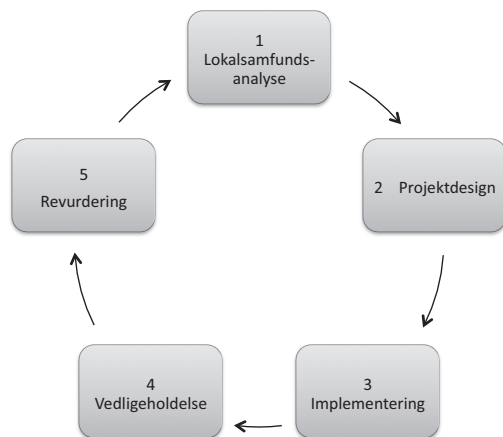 1
Lokalsamfunds-
analyse
2 Projektdesign
3
Implementering
4
Vedligeholdelse
5
Revurdering